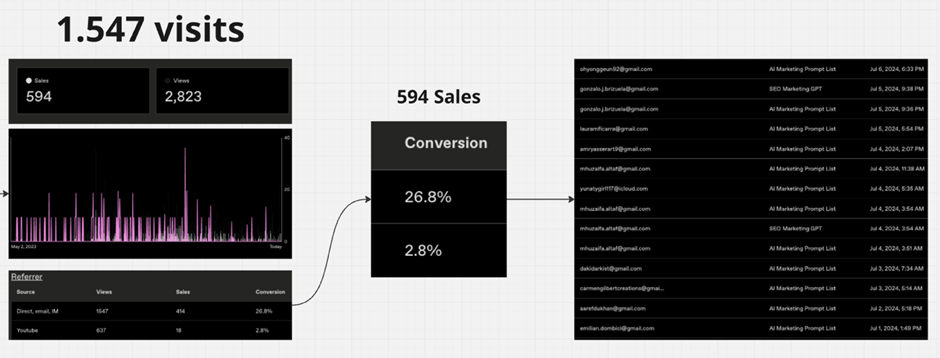 1.547 visits
Sales
594
Views
2,823
40
20
0
May 2, 2023
Today
Referrer
Source Views Sales Conversion
Direct, email, IM 1547 414 26.8%
Youtube 637 18 2.8%
594 Sales
Conversion
26.8%
2.8%
ohyonggeun92@gmail.com AI Marketing Prompt List Jul 6, 2024, 6:33 PM
gonzalo.j.brizuela@gmail.com SEO Marketing GPT Jul 5, 2024, 9:38 PM
gonzalo.j.brizuela@gmail.com AI Marketing Prompt List Jul 5, 2024, 9:36 PM
lauramficarra@gmail.com AI Marketing Prompt List Jul 5, 2024, 5:54 PM
amryasserart9@gmail.com AI Marketing Prompt List Jul 4, 2024, 2:07 PM
mhuzaifa.altaf@gmail.com AI Marketing Prompt List Jul 4, 2024, 11:38 AM
yunatygirl117@icloud.com AI Marketing Prompt List Jul 4, 2024, 5:35 AM
mhuzaifa.altaf@gmail.com AI Marketing Prompt List Jul 4, 2024, 3:54 AM
mhuzaifa.altaf@gmail.com SEO Marketing GPT Jul 4, 2024, 3:54 AM
mhuzaifa.altaf@gmail.com AI Marketing Prompt List Jul 4, 2024, 3:51 AM
dakidarkist@gmail.com AI Marketing Prompt List Jul 3, 2024, 7:34 AM
carmengilbertcreations@gmai... AI Marketing Prompt List Jul 3, 2024, 5:14 AM
aarefdukhan@gmail.com AI Marketing Prompt List Jul 2, 2024, 5:18 PM
emilian.dombici@gmail.com AI Marketing Prompt List Jul 1, 2024, 1:49 PM